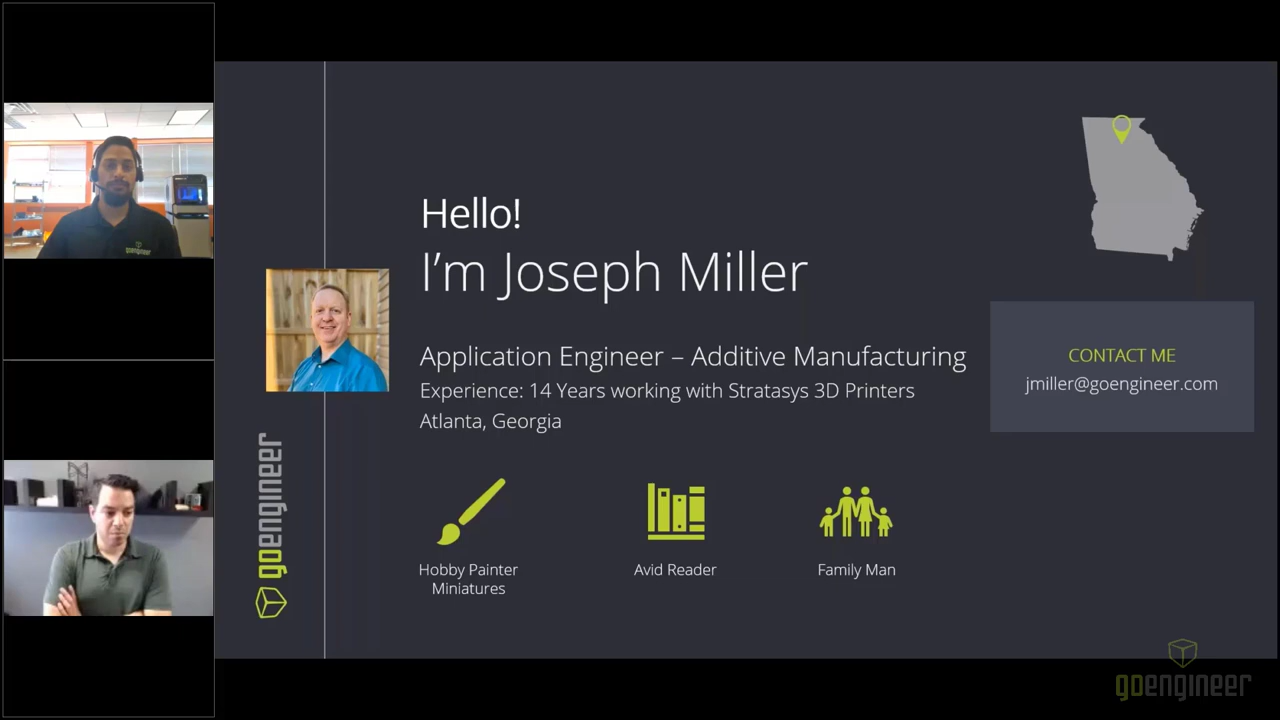 Hello!
I'm Joseph Miller
Application Engineer – Additive Manufacturing
Experience: 14 Years working with Stratasys 3D Printers
Atlanta, Georgia
CONTACT ME
jmiller@goengineer.com
Hobby Painter
Miniatures
Avid Reader
Family Man
goengineer
goengineer
goengineer